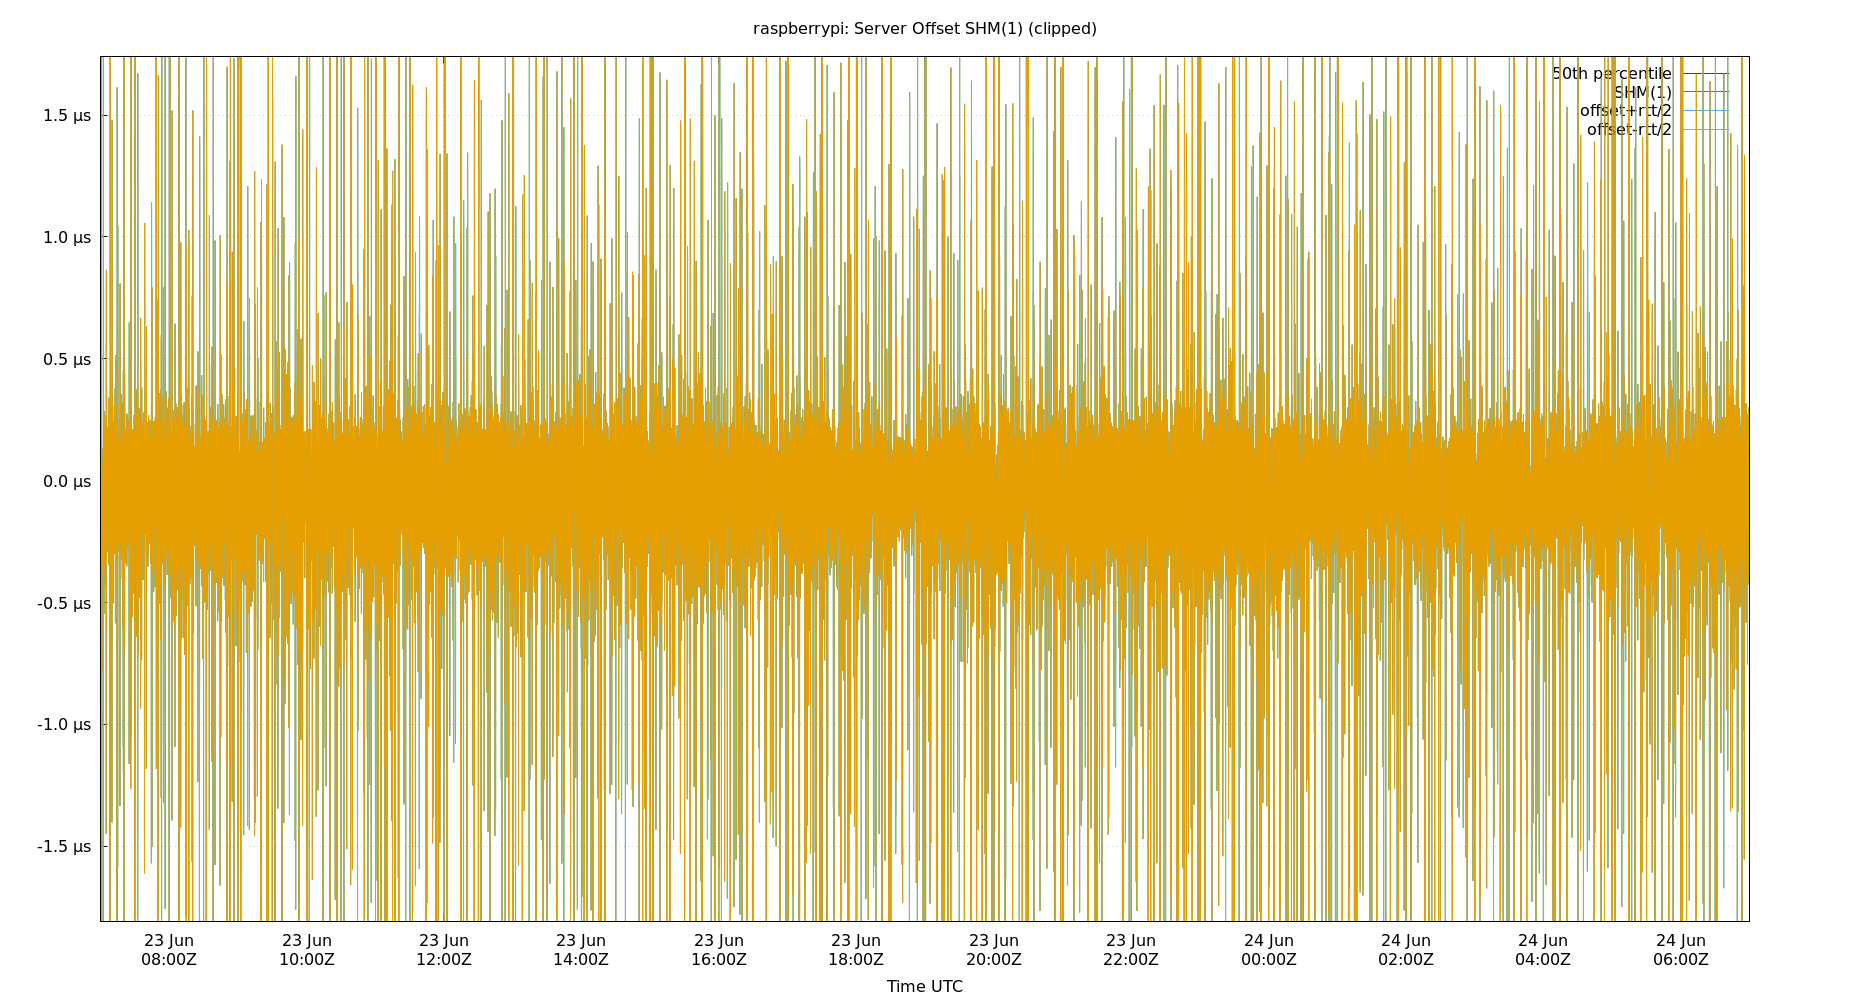 raspberrypi: Server Offset SHM(1) (clipped)
50th percentile
SHM(1)
offset+rtt/2
offset-rtt/2
1.5 µs
1.0 µs
0.5 µs
0.0 µs
-0.5 µs
-1.0 µs
-1.5 µs
23 Jun 23 Jun 23 Jun 23 Jun 23 Jun 23 Jun 23 Jun 23 Jun 24 Jun 24 Jun 24 Jun 24 Jun
08:00Z 10:00Z 12:00Z 14:00Z 16:00Z 18:00Z 20:00Z 22:00Z 00:00Z 02:00Z 04:00Z 06:00Z
Time UTC